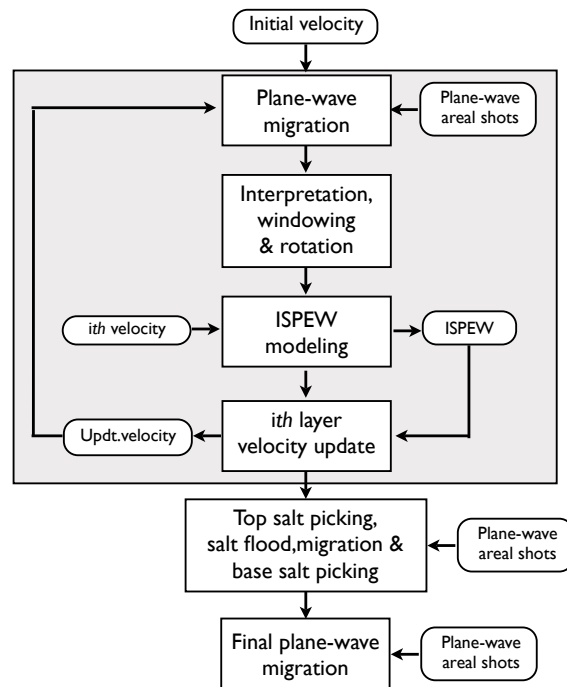 Initial velocity
Plane-wave
migration
Plane-wave
areal shots
Interpretation,
windowing
& rotation
ith velocity
ISPEW
modeling
ISPEW
Updt.velocity
ith layer
velocity update
Top salt picking,
salt flood,migration &
base salt picking
Plane-wave
areal shots
Final plane-wave
migration
Plane-wave
areal shots